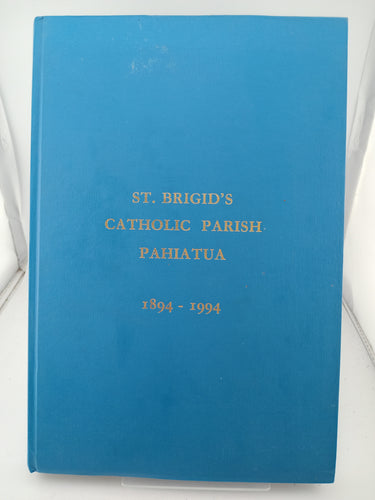 ST. BRIGID'S
CATHOLIC PARISH
PAHIATUA
1894 - 1994